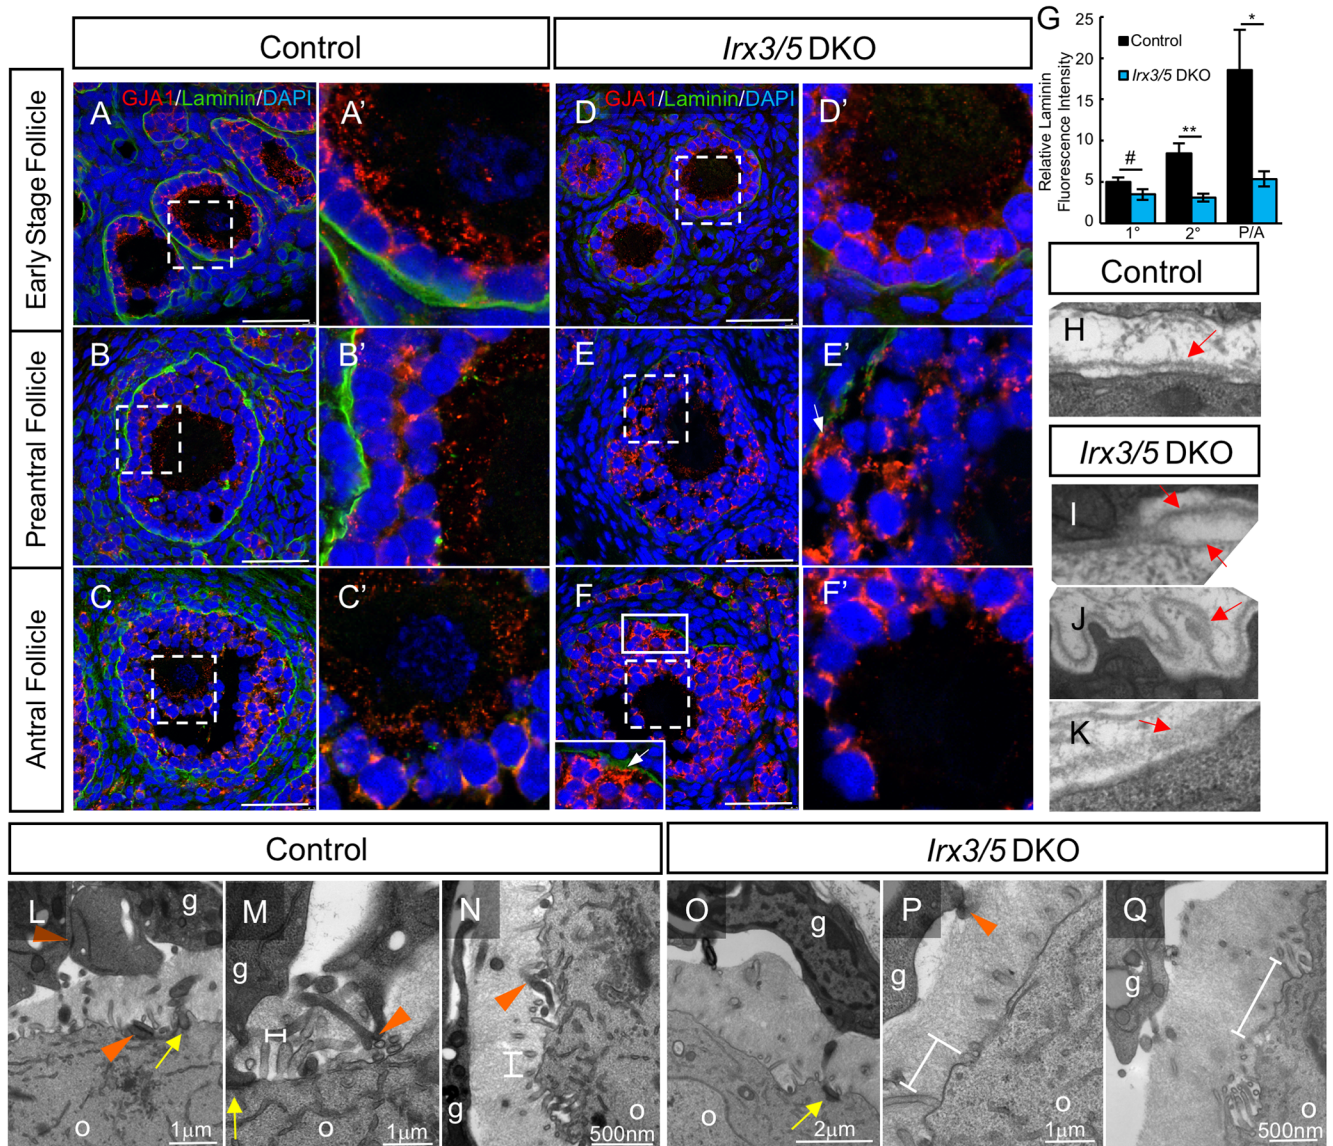 Control
Irx3/5 DKO
Early Stage Follicle
Preantral Follicle
Antral Follicle
A
GJA1/Laminin/DAPI
A’
D
GJA1/Laminin/DAPI
D’
B
B’
E
E’
C
C’
F
F’
G
Relative Laminin
Fluorescence Intensity
25
20
15
10
5
0
Control
Irx3/5 DKO
#
**
*
1°
2°
P/A
Control
H
Irx3/5 DKO
I
J
K
Control
Irx3/5 DKO
L
g
o
1μm
M
g
o
1μm
N
g
o
500nm
O
g
o
2μm
P
g
o
1μm
Q
g
o
500nm